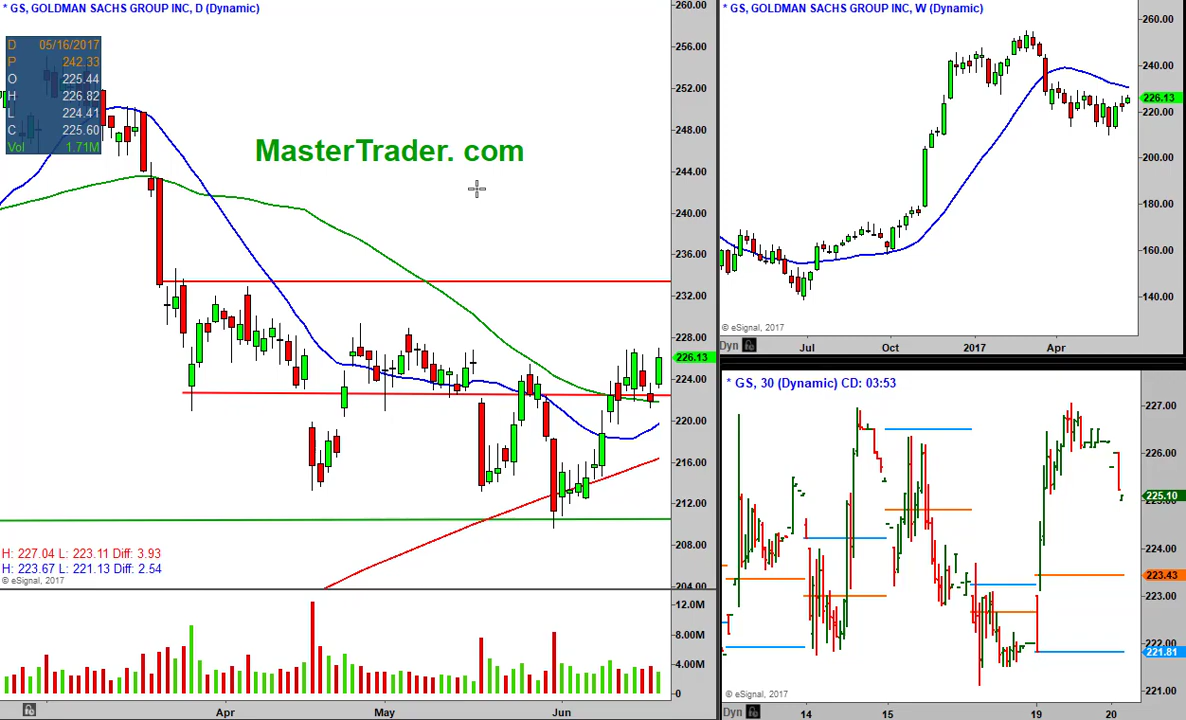 * GS, GOLDMAN SACHS GROUP INC, D (Dynamic)
D 05/16/2017
P 242.33
O 225.44
H 226.82
L 224.41
C 225.60
Vol 1.71M
MasterTrader. com
260.00
256.00
252.00
248.00
244.00
240.00
236.00
232.00
228.00
226.13
224.00
220.00
216.00
212.00
208.00
204.00
H: 227.04 L: 223.11 Diff: 3.93
H: 223.67 L: 221.13 Diff: 2.54
© eSignal, 2017
12.0M
8.00M
4.00M
0
Apr May Jun
* GS, GOLDMAN SACHS GROUP INC, W (Dynamic)
260.00
240.00
226.13
220.00
200.00
180.00
160.00
140.00
© eSignal, 2017
Dyn Jul Oct 2017 Apr
* GS, 30 (Dynamic) CD: 03:53
227.00
226.00
225.10
224.00
223.43
223.00
222.00
221.81
221.00
© eSignal, 2017
Dyn 14 15 19 20